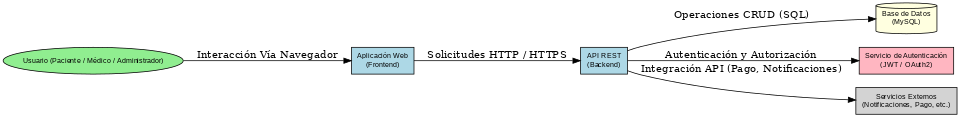 Usuario (Paciente / Médico / Administrador)
Interacción Vía Navegador
Aplicación Web
(Frontend)
Solicitudes HTTP / HTTPS
API REST
(Backend)
Operaciones CRUD (SQL)
Base de Datos
(MySQL)
Autenticación y Autorización
Servicio de Autenticación
(JWT / OAuth2)
Integración API (Pago, Notificaciones)
Servicios Externos
(Notificaciones, Pago, etc.)